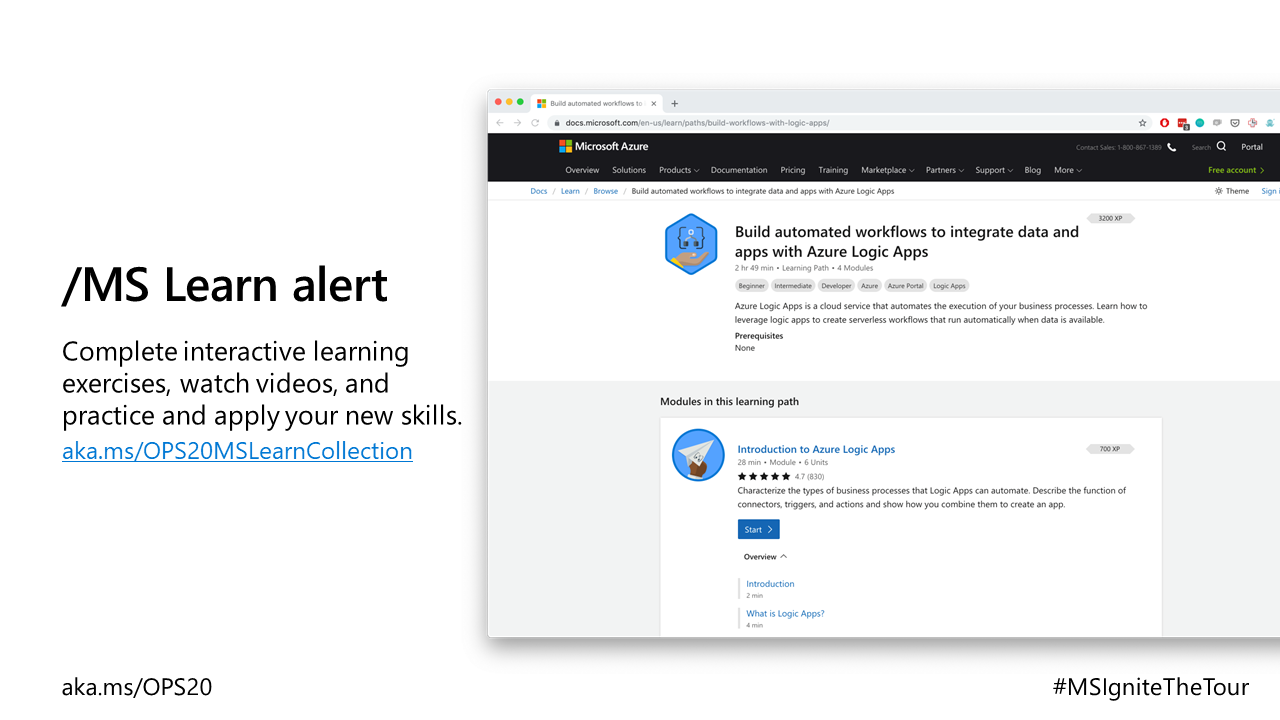 /MS Learn alert
Complete interactive learning
exercises, watch videos, and
practice and apply your new skills.
aka.ms/OPS20MSLearnCollection
Build automated workflows to
docs.microsoft.com/en-us/learn/paths/build-workflows-with-logic-apps/
Microsoft Azure
Contact Sales: 1-800-867-1389
Search
Portal
Overview Solutions Products Documentation Pricing Training Marketplace Partners Support Blog More
Free account
Docs / Learn / Browse / Build automated workflows to integrate data and apps with Azure Logic Apps
Theme
Sign i
3200 XP
Build automated workflows to integrate data and
apps with Azure Logic Apps
2 hr 49 min • Learning Path • 4 Modules
Beginner Intermediate Developer Azure Azure Portal Logic Apps
Azure Logic Apps is a cloud service that automates the execution of your business processes. Learn how to
leverage logic apps to create serverless workflows that run automatically when data is available.
Prerequisites
None
Modules in this learning path
Introduction to Azure Logic Apps
700 XP
28 min • Module • 6 Units
4.7 (830)
Characterize the types of business processes that Logic Apps can automate. Describe the function of
connectors, triggers, and actions and show how you combine them to create an app.
Start
Overview
Introduction
2 min
What is Logic Apps?
4 min
aka.ms/OPS20
#MSIgniteTheTour